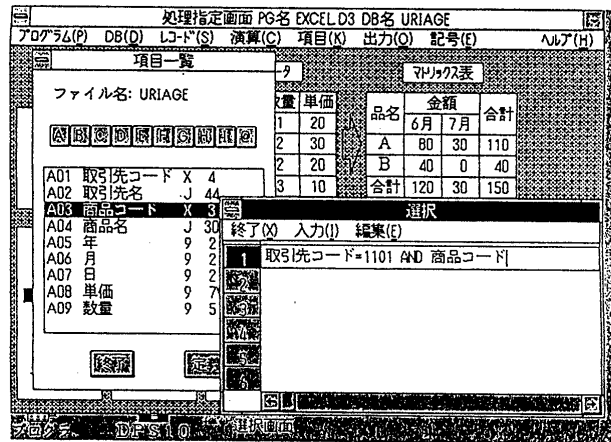 処理指定画面 PG名 EXCEL.D3 DB名 URIAGE
プログラム(P) DB(D) レコード(S) 演算(C) 項目(K) 出力(O) 記号(E) ヘルプ(H)
項目一覧
ファイル名: URIAGE
A B C D E F G H I @
A01 取引先コード X 4
A02 取引先名 J 44
A03 商品コード X 3
A04 商品名 J 30
A05 年 9 2
A06 月 9 2
A07 日 9 2
A08 単価 9 7
A09 数量 9 5
終了
タ
数量 単価
1 20
2 30
2 20
3 10
マトリックス表
品名 金額 合計
6月 7月
A 80 30 110
B 40 0 40
合計 120 30 150
選択
終了(X) 入力(I) 編集(E)
1 取引先コード=1101 AND 商品コード
2
3
4
5
6
DPS10
選択画面